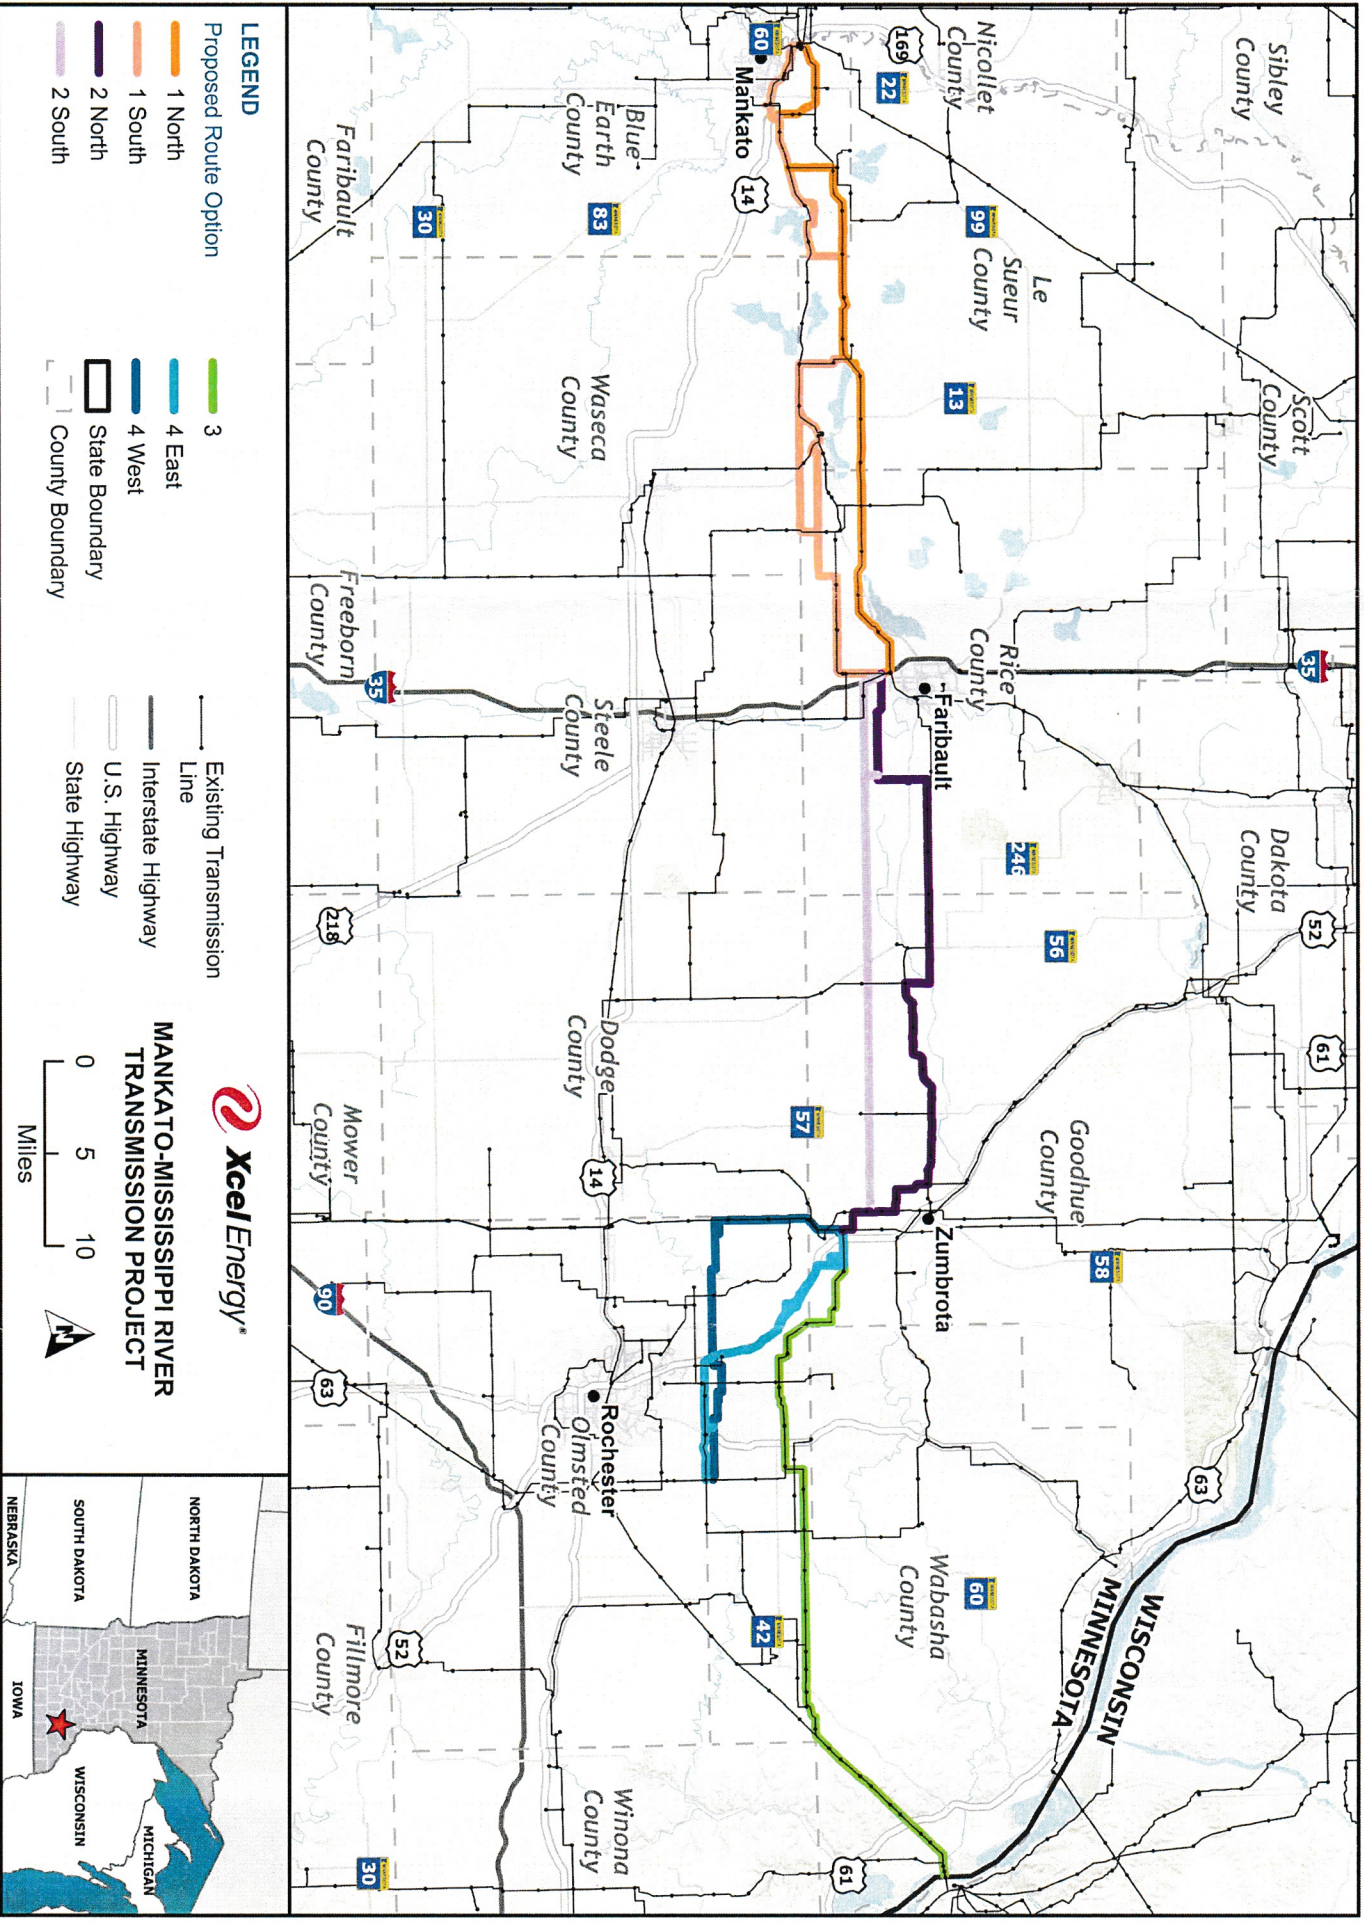 Sibley
County
Nicollet
County
169
22
60
Mankato
Blue
Earth
County
14
83
30
Faribault
County
99
Le
Sueur
County
13
Scott
County
Waseca
County
Rice
County
35
Faribault
Freeborn
County
35
Steele
County
Dakota
County
246
52
56
218
61
Dodge
County
57
14
Goodhue
County
Zumbrota
58
Mower
County
90
63
Rochester
Olmsted
County
63
Wabasha
County
60
42
WISCONSIN
MINNESOTA
52
Fillmore
County
Winona
County
61
30
LEGEND
Proposed Route Option
1 North
1 South
2 North
2 South
3
4 East
4 West
State Boundary
County Boundary
Existing Transmission
Line
Interstate Highway
U.S. Highway
State Highway
Xcel Energy®
MANKATO-MISSISSIPPI RIVER
TRANSMISSION PROJECT
0 5 10
Miles
N
NORTH DAKOTA
SOUTH DAKOTA
NEBRASKA
MINNESOTA
IOWA
WISCONSIN
MICHIGAN